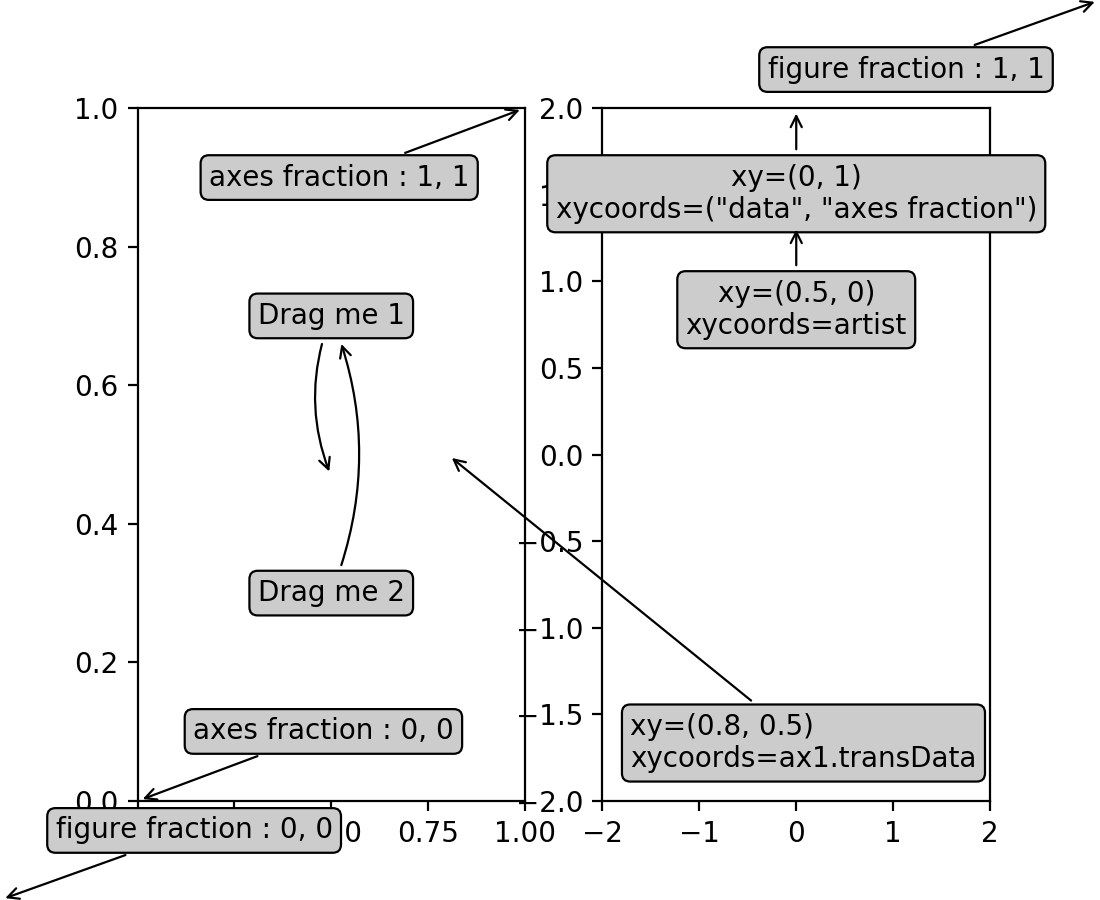 figure fraction : 1, 1
1.0
0.8
0.6
0.4
0.2
0.0
axes fraction : 1, 1
Drag me 1
Drag me 2
axes fraction : 0, 0
figure fraction : 0, 0
0.75
1.00
2.0
1.0
0.5
0.0
−0.5
−1.0
−1.5
−2.0
xy=(0, 1)
xycoords=("data", "axes fraction")
xy=(0.5, 0)
xycoords=artist
xy=(0.8, 0.5)
xycoords=ax1.transData
−2
−1
0
1
2